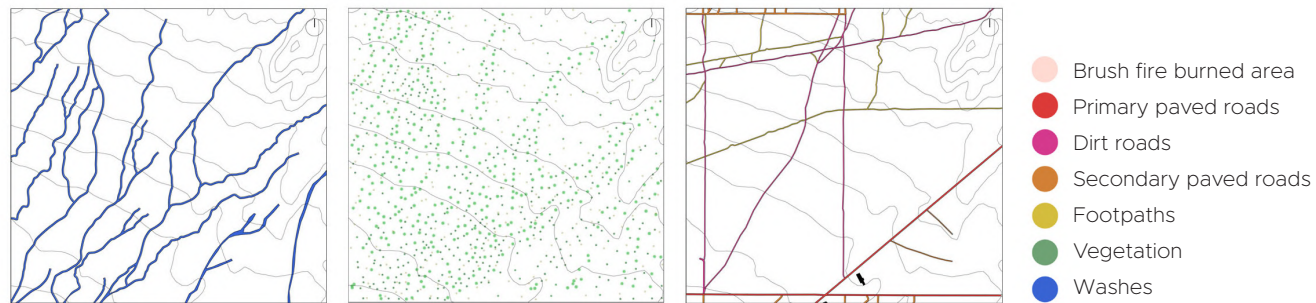 Brush fire burned area
Primary paved roads
Dirt roads
Secondary paved roads
Footpaths
Vegetation
Washes